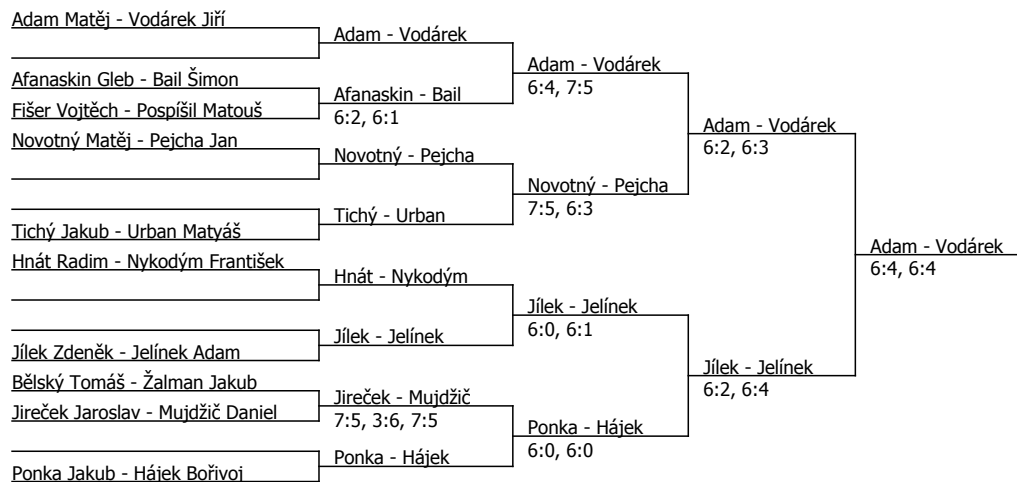 Adam Matěj - Vodárek Jiří
Adam - Vodárek
Adam - Vodárek
6:4, 7:5
Afanaskin Gleb - Bail Šimon
Afanaskin - Bail
6:2, 6:1
Fišer Vojtěch - Pospíšil Matouš
Adam - Vodárek
6:2, 6:3
Novotný Matěj - Pejcha Jan
Novotný - Pejcha
Novotný - Pejcha
7:5, 6:3
Tichý - Urban
Tichý Jakub - Urban Matyáš
Adam - Vodárek
6:4, 6:4
Hnát Radim - Nykodým František
Hnát - Nykodým
Jílek - Jelínek
6:0, 6:1
Jílek - Jelínek
Jílek Zdeněk - Jelínek Adam
Jílek - Jelínek
6:2, 6:4
Bělský Tomáš - Žalman Jakub
Jireček - Mujdžič
7:5, 3:6, 7:5
Jireček Jaroslav - Mujdžič Daniel
Ponka - Hájek
6:0, 6:0
Ponka - Hájek
Ponka Jakub - Hájek Bořivoj